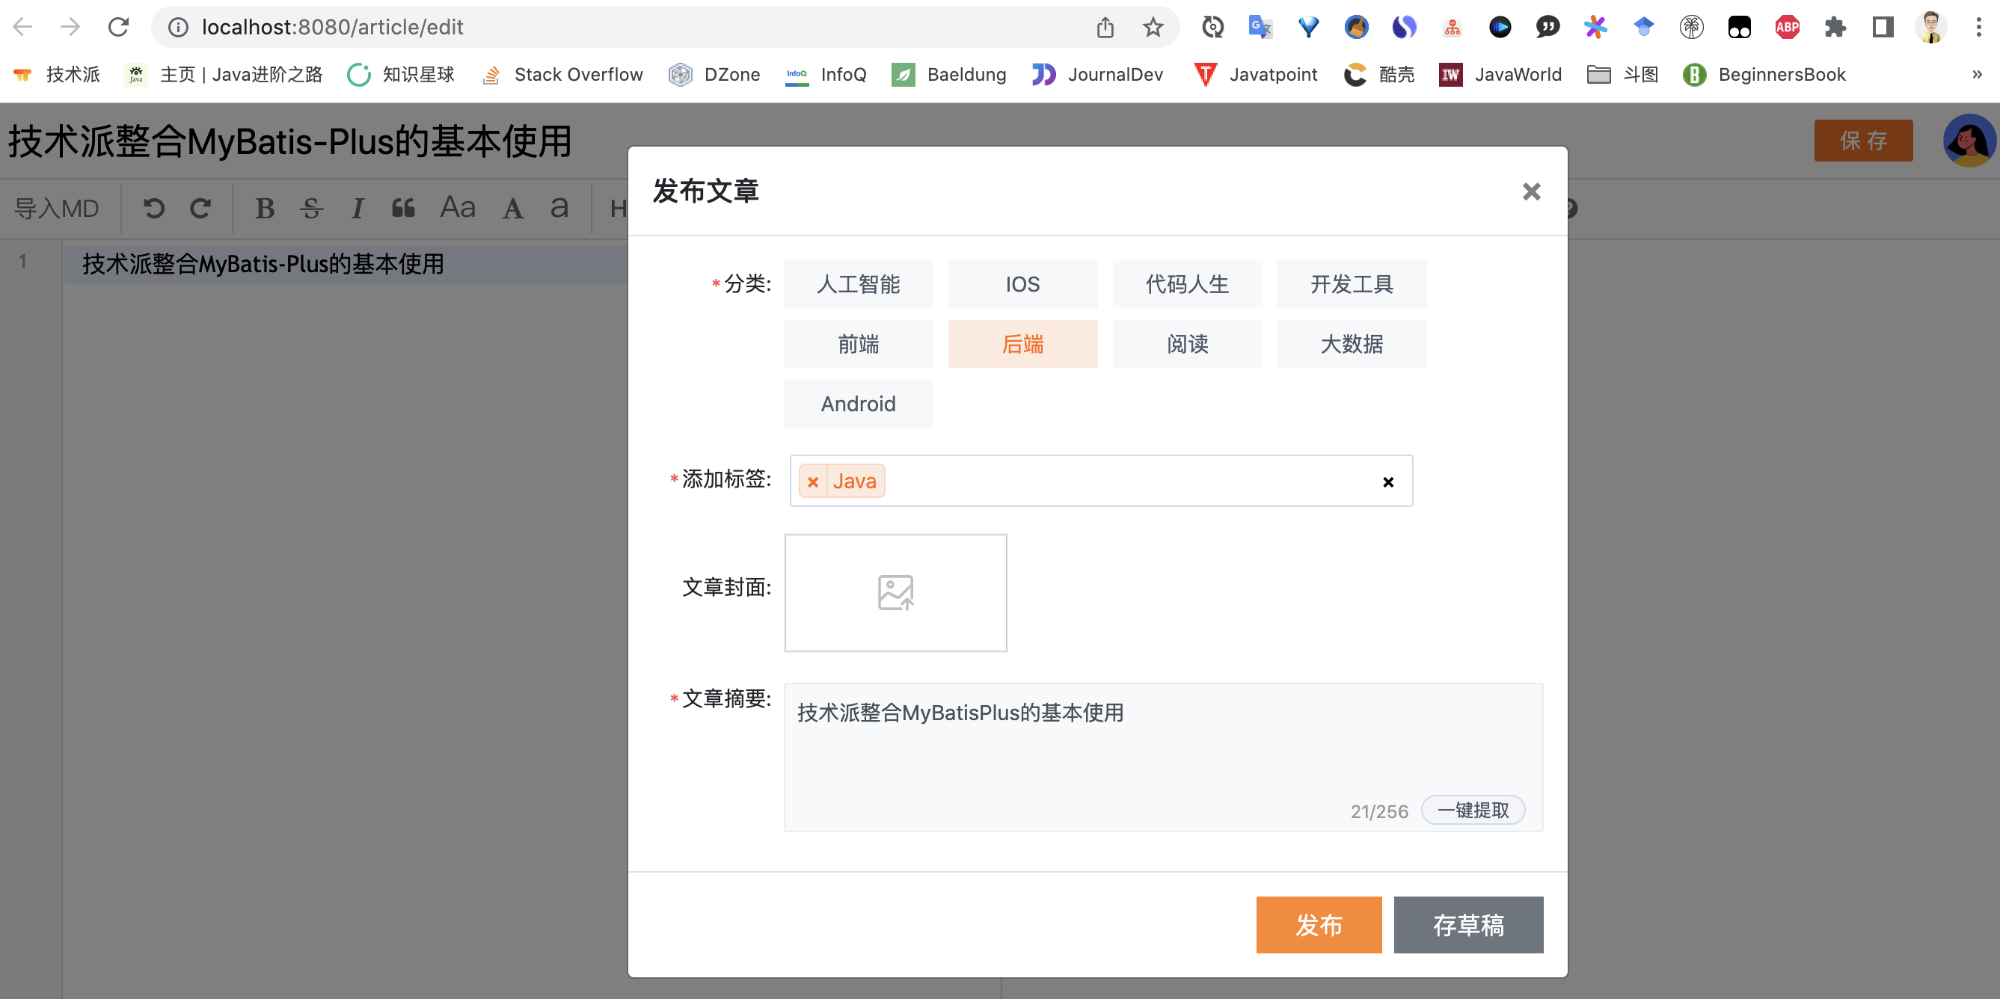 localhost:8080/article/edit
ABP
技术派 主页 | Java进阶之路 知识星球 Stack Overflow DZone InfoQ InfoQ Baeldung JournalDev Javatpoint 酷壳 IW JavaWorld 斗图 BeginnersBook »
技术派整合MyBatis-Plus的基本使用 保 存
导入MD B S I Aa A a H
1 技术派整合MyBatis-Plus的基本使用
发布文章
*分类: 人工智能 IOS 代码人生 开发工具
前端 后端 阅读 大数据
Android
*添加标签: × Java ×
文章封面:
*文章摘要: 技术派整合MyBatisPlus的基本使用
21/256 一键提取
发布 存草稿